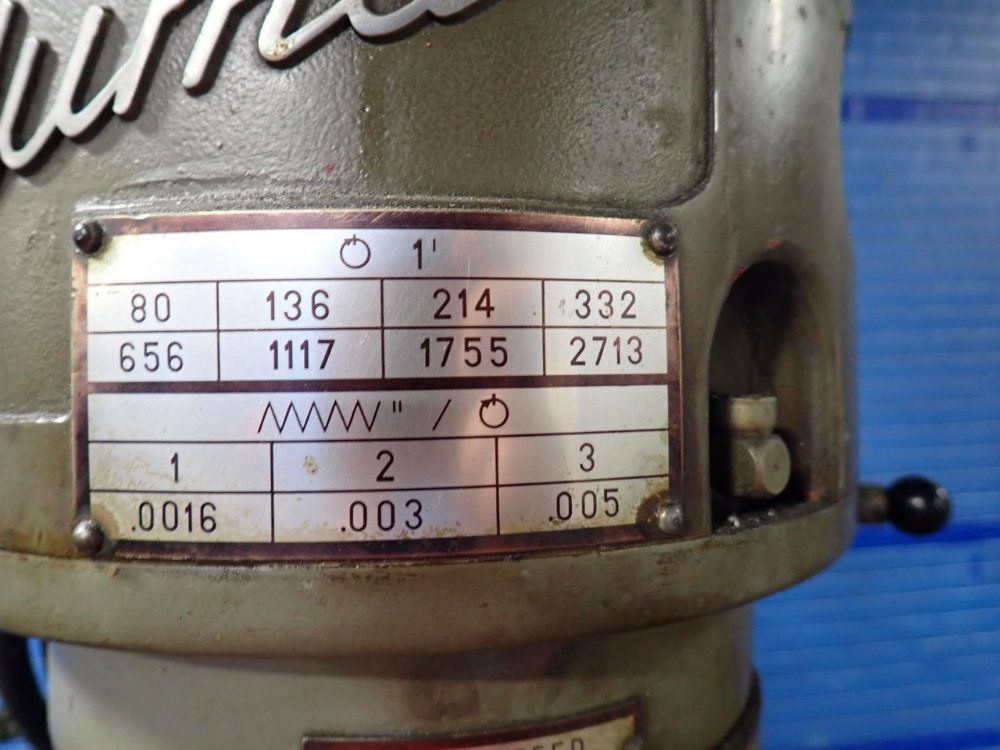 1'
80 136 214 332
656 1117 1755 2713
" /
1 2 3
.0016 .003 .005